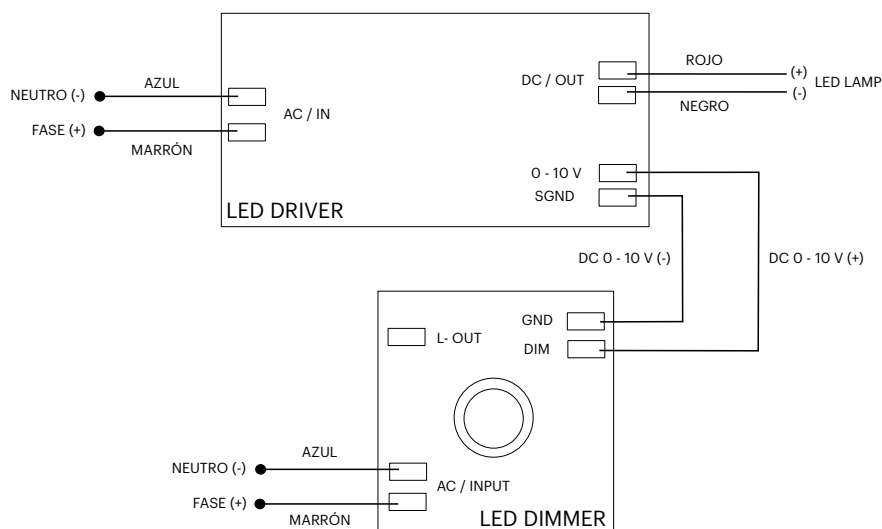 ROJO
AZUL
DC / OUT
(+)
LED LAMP
NEUTRO (-)
(-)
NEGRO
AC / IN
FASE (+)
MARRÓN
0 - 10 V
SGND
LED DRIVER
DC 0 - 10 V (-)
DC 0 - 10 V (+)
GND
L- OUT
DIM
AZUL
NEUTRO (-)
AC / INPUT
FASE (+)
MARRÓN
LED DIMMER